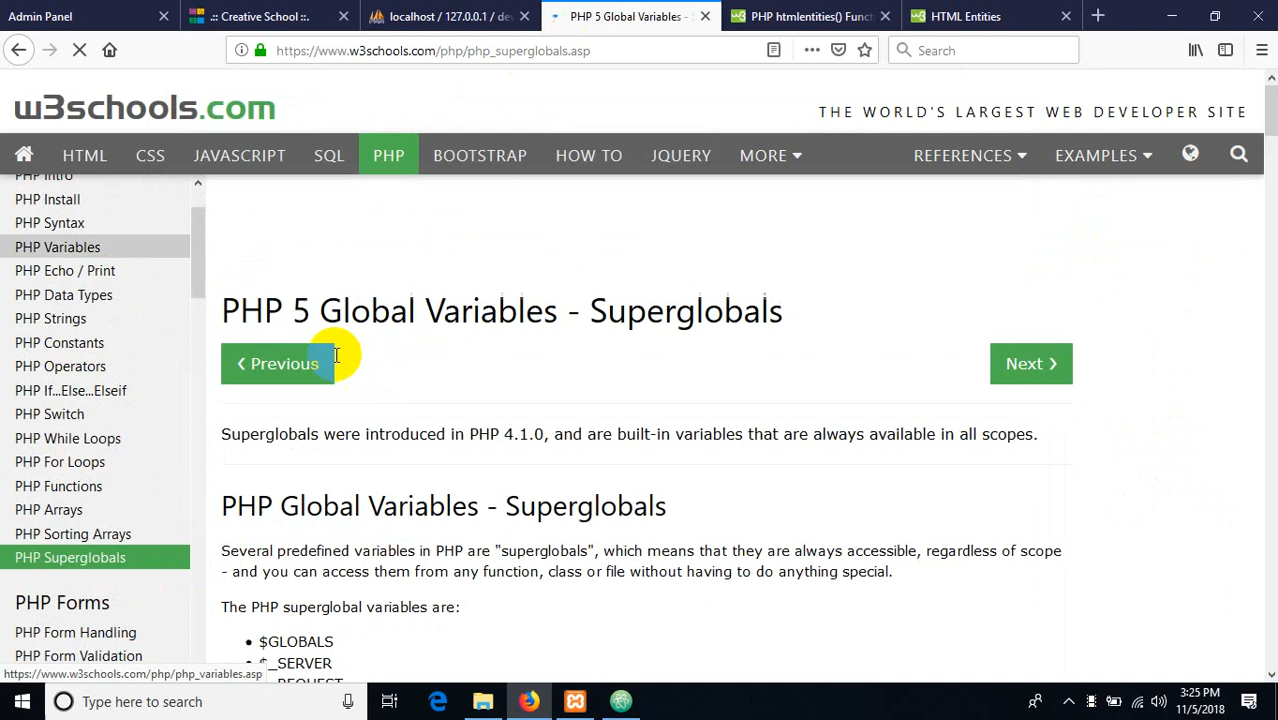 Admin Panel
.:: Creative School ::.
localhost / 127.0.0.1 / de
PHP 5 Global Variables -
PHP htmlentities() Funct
HTML Entities
https://www.w3schools.com/php/php_superglobals.asp
Search
w3schools.com
THE WORLD'S LARGEST WEB DEVELOPER SITE
HTML CSS JAVASCRIPT SQL PHP BOOTSTRAP HOW TO JQUERY MORE REFERENCES EXAMPLES
PHP Intro
PHP Install
PHP Syntax
PHP Variables
PHP Echo / Print
PHP Data Types
PHP Strings
PHP Constants
PHP Operators
PHP If...Else...Elseif
PHP Switch
PHP While Loops
PHP For Loops
PHP Functions
PHP Arrays
PHP Sorting Arrays
PHP Superglobals
PHP Forms
PHP Form Handling
PHP Form Validation
PHP 5 Global Variables - Superglobals
❮ Previous
Next ❯
Superglobals were introduced in PHP 4.1.0, and are built-in variables that are always available in all scopes.
PHP Global Variables - Superglobals
Several predefined variables in PHP are "superglobals", which means that they are always accessible, regardless of scope
- and you can access them from any function, class or file without having to do anything special.
The PHP superglobal variables are:
• $GLOBALS
• $_SERVER
$_REQUEST
https://www.w3schools.com/php/php_variables.asp
Type here to search
3:25 PM
11/5/2018